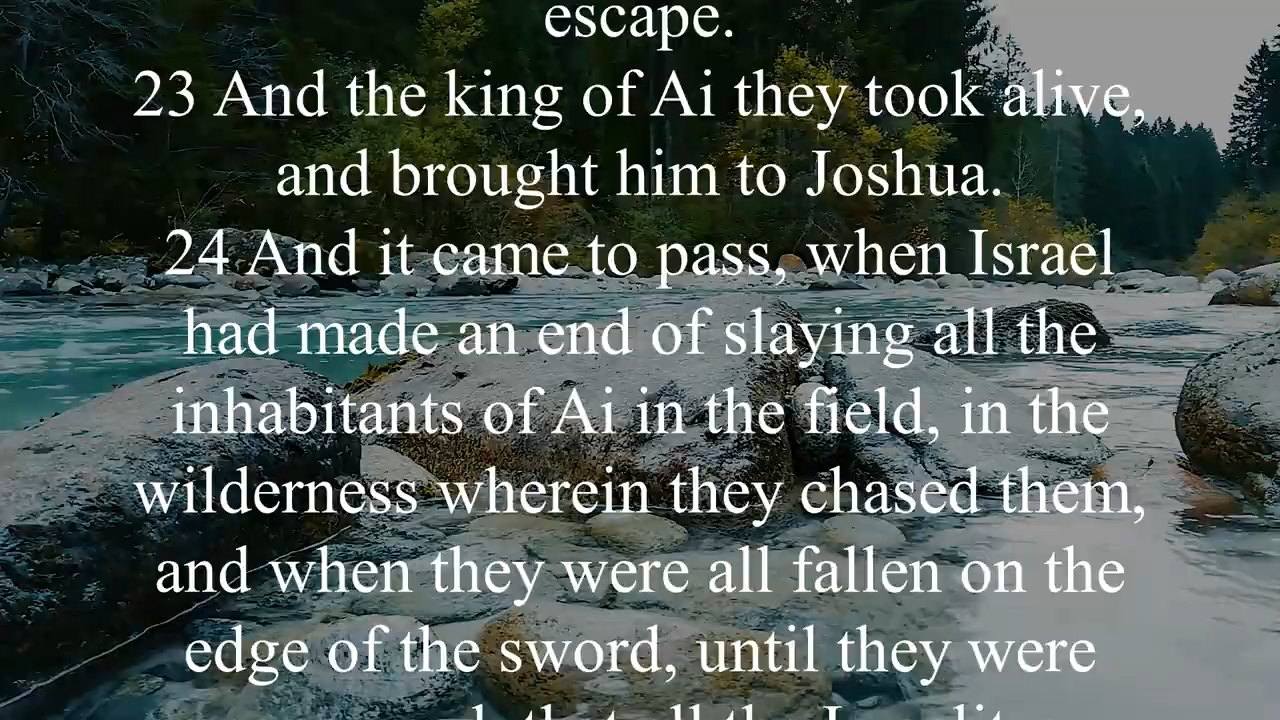 escape.
23 And the king of Ai they took alive,
and brought him to Joshua.
24 And it came to pass, when Israel
had made an end of slaying all the
inhabitants of Ai in the field, in the
wilderness wherein they chased them,
and when they were all fallen on the
edge of the sword, until they were
that all the